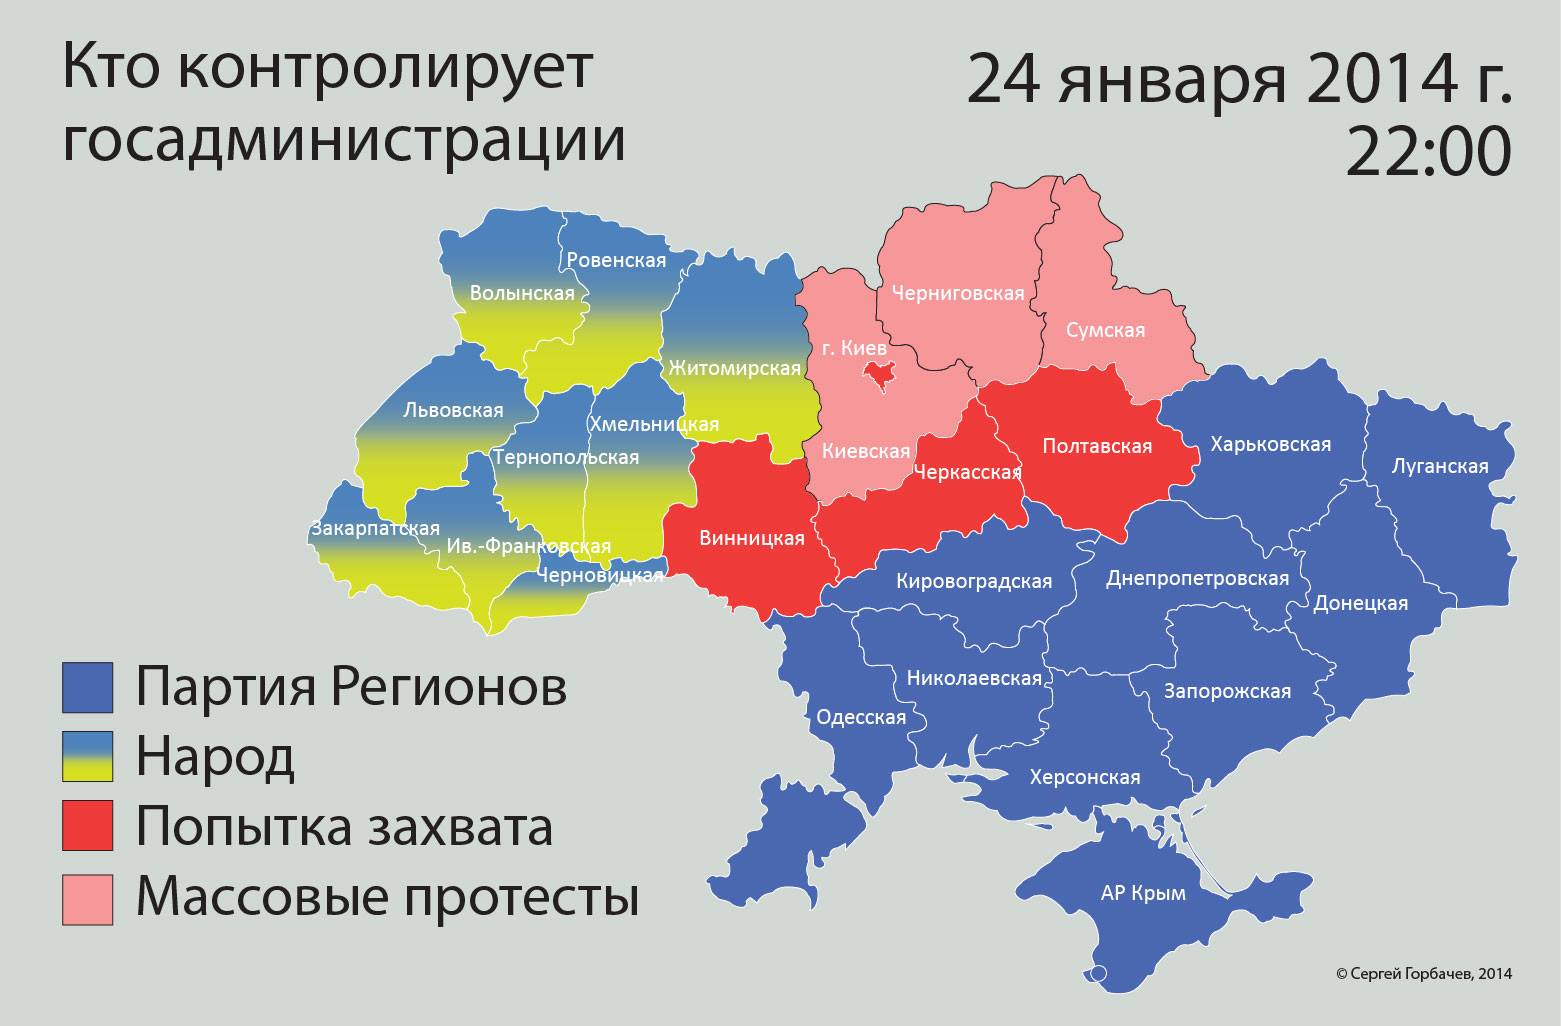 Кто контролирует
госадминистрации
24 января 2014 г.
22:00
Ровенская
Волынская
Черниговская
Сумская
г. Киев
Житомирская
Львовская
Хмельницкая
Тернопольская
Киевская
Черкасская
Полтавская
Харьковская
Луганская
Закарпатская
Ив.-Франковская
Черновицкая
Винницкая
Кировоградская
Днепропетровская
Донецкая
Николаевская
Запорожская
Одесская
Херсонская
АР Крым
Партия Регионов
Народ
Попытка захвата
Массовые протесты
© Сергей Горбачев, 2014